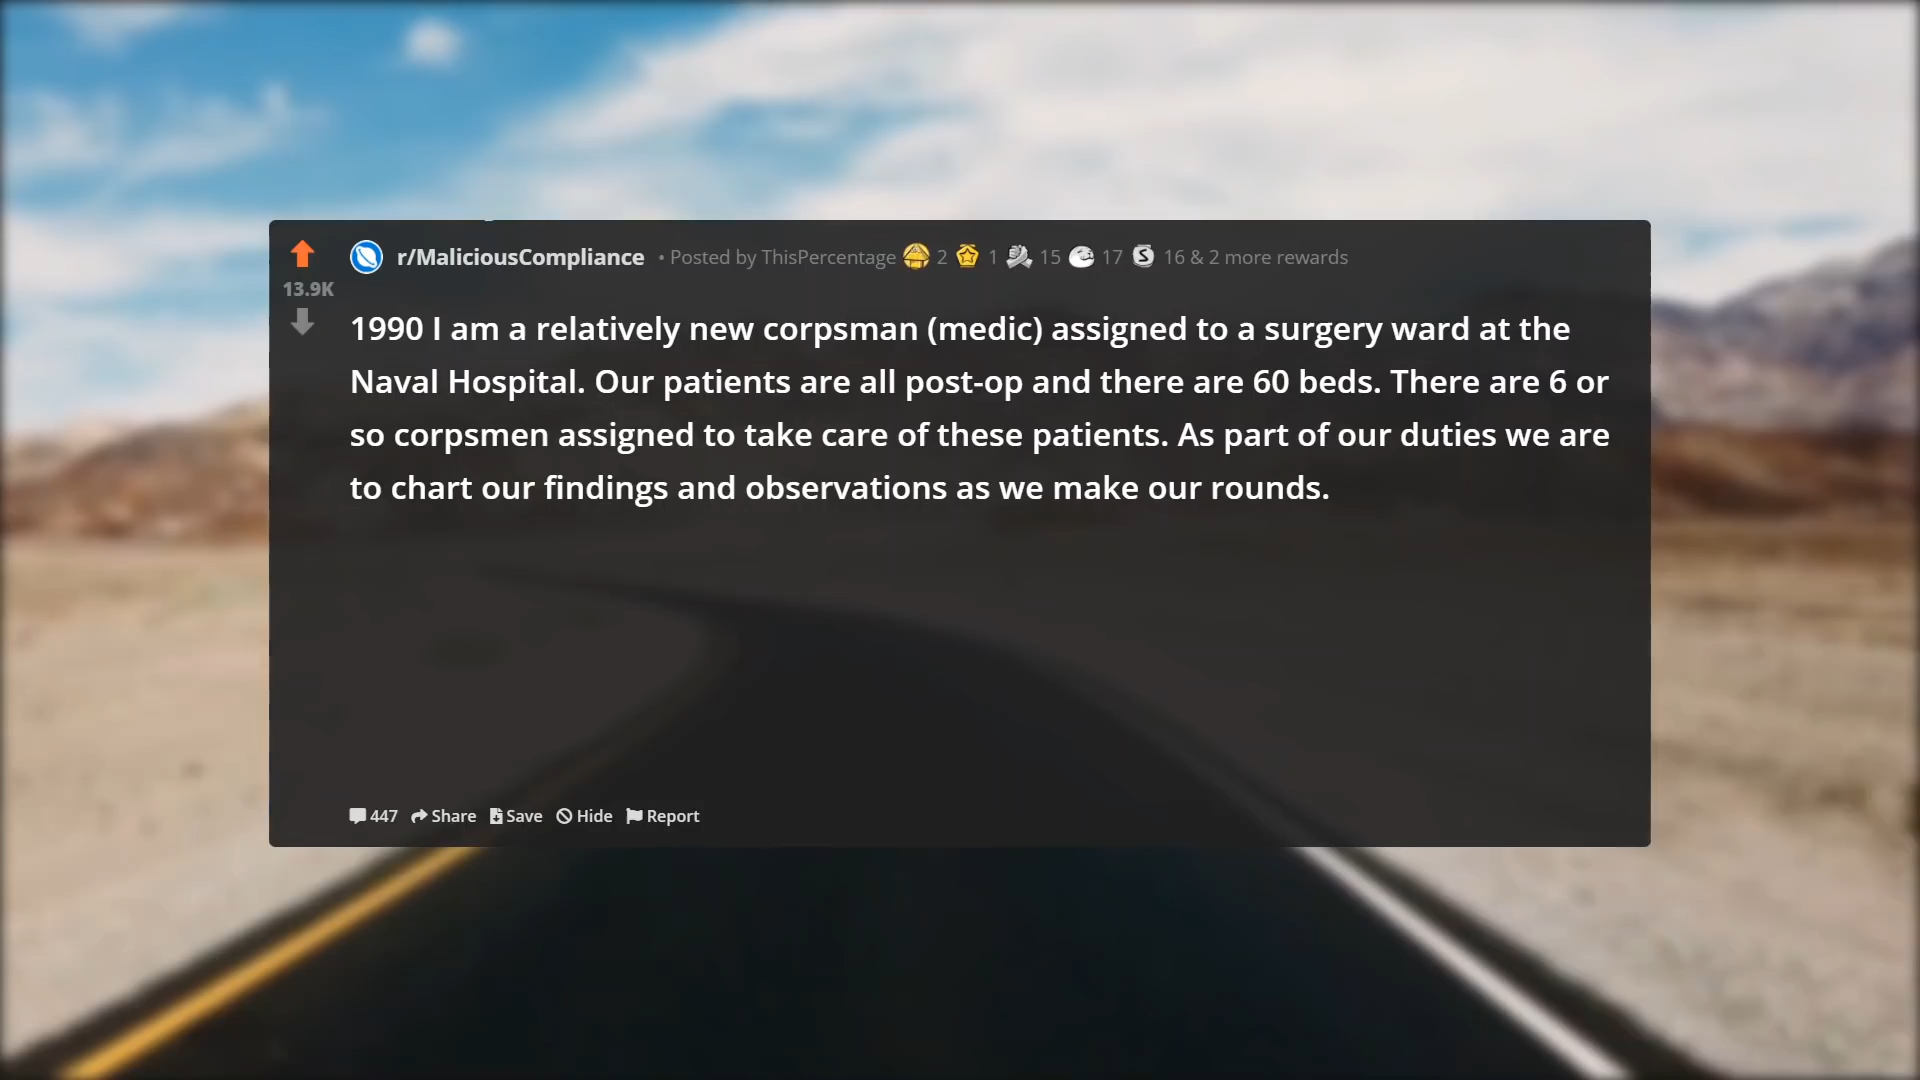 r/MaliciousCompliance • Posted by ThisPercentage 2 1 15 17 16 & 2 more rewards
13.9K
1990 I am a relatively new corpsman (medic) assigned to a surgery ward at the
Naval Hospital. Our patients are all post-op and there are 60 beds. There are 6 or
so corpsmen assigned to take care of these patients. As part of our duties we are
to chart our findings and observations as we make our rounds.
447 Share Save Hide Report